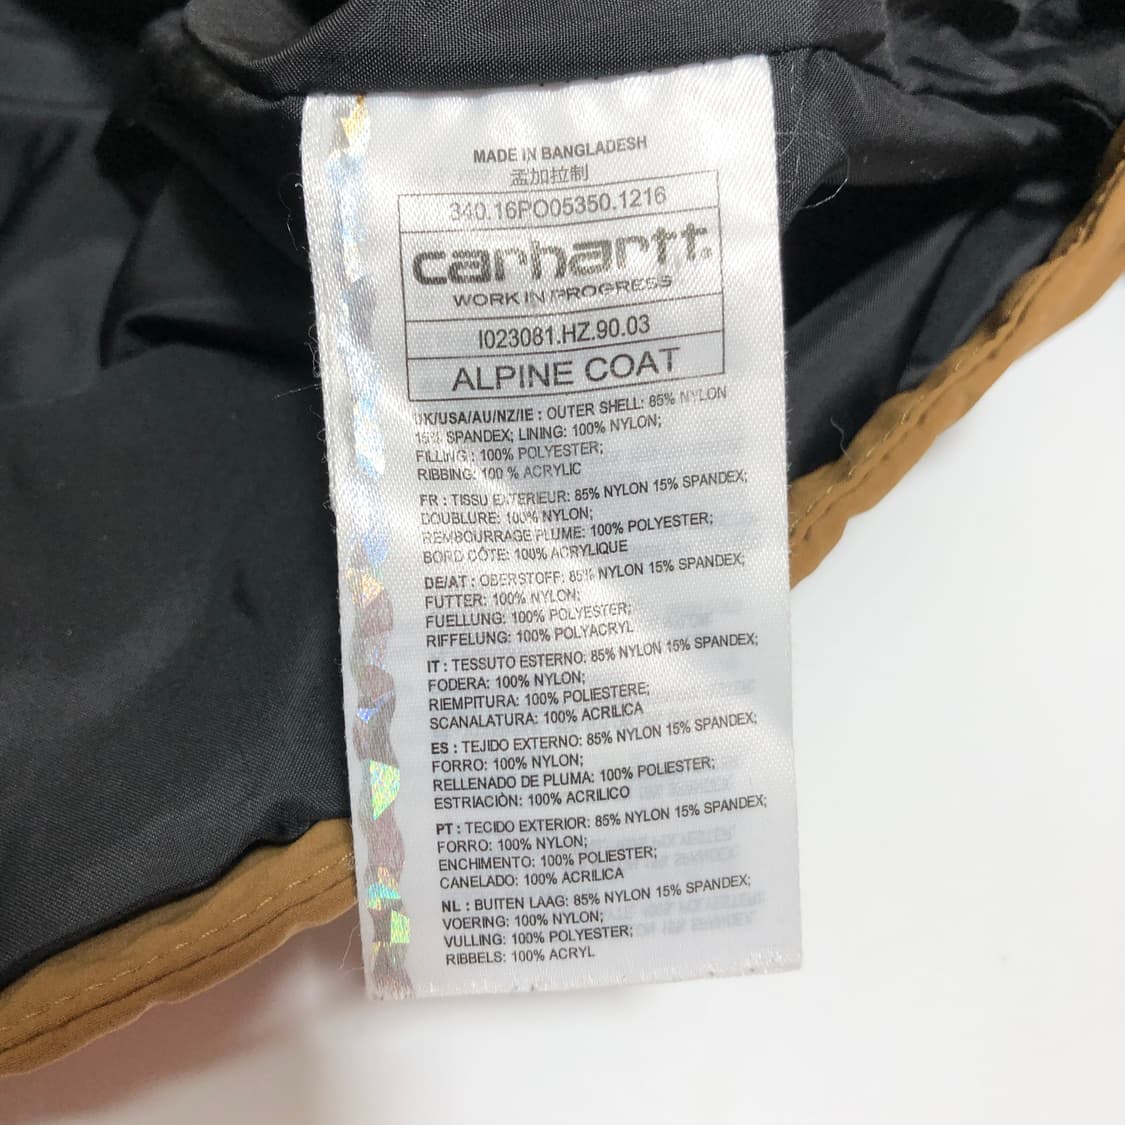 MADE IN BANGLADESH
孟加拉制
340.16PO05350.1216
carhartt.
WORK IN PROGRESS
I023081.HZ.90.03
ALPINE COAT
UK/USA/AU/NZ/IE : OUTER SHELL: 85% NYLON
15% SPANDEX; LINING: 100% NYLON;
FILLING : 100% POLYESTER;
RIBBING: 100 % ACRYLIC
FR : TISSU EXTERIEUR: 85% NYLON 15% SPANDEX;
DOUBLURE: 100% NYLON;
REMBOURRAGE PLUME: 100% POLYESTER;
BORD CÔTE: 100% ACRYLIQUE
DE/AT : OBERSTOFF: 85% NYLON 15% SPANDEX;
FUTTER: 100% NYLON;
FUELLUNG: 100% POLYESTER;
RIFFELUNG: 100% POLYACRYL
IT : TESSUTO ESTERNO: 85% NYLON 15% SPANDEX;
FODERA: 100% NYLON;
RIEMPITURA: 100% POLIESTERE;
SCANALATURA: 100% ACRILICA
ES : TEJIDO EXTERNO: 85% NYLON 15% SPANDEX;
FORRO: 100% NYLON;
RELLENADO DE PLUMA: 100% POLIESTER;
ESTRIACIÒN: 100% ACRILICO
PT : TECIDO EXTERIOR: 85% NYLON 15% SPANDEX;
FORRO: 100% NYLON;
ENCHIMENTO: 100% POLIESTER;
CANELADO: 100% ACRILICA
NL : BUITEN LAAG: 85% NYLON 15% SPANDEX;
VOERING: 100% NYLON;
VULLING: 100% POLYESTER;
RIBBELS: 100% ACRYL